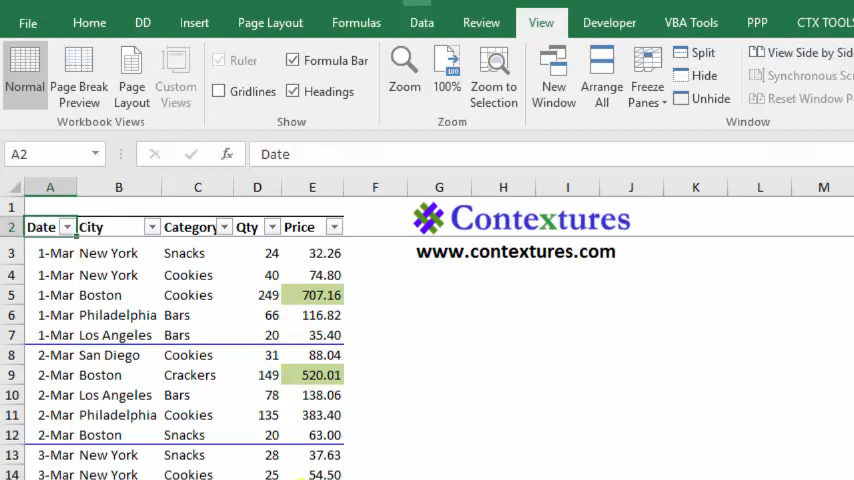 File Home DD Insert Page Layout Formulas Data Review View Developer VBA Tools PPP CTX TOOLS
Normal Page Break Preview Page Layout Custom Views
Workbook Views
Ruler Formula Bar
Gridlines Headings
Show
Zoom 100% Zoom to Selection
Zoom
New Window Arrange All Freeze Panes
Split
Hide
Unhide
View Side by Side
Synchronous Scr
Reset Window P
Window
A2 fx Date
A B C D E F G H I J K L M
1
2 Date City Category Qty Price
Contextures
www.contextures.com
3 1-Mar New York Snacks 24 32.26
4 1-Mar New York Cookies 40 74.80
5 1-Mar Boston Cookies 249 707.16
6 1-Mar Philadelphia Bars 66 116.82
7 1-Mar Los Angeles Bars 20 35.40
8 2-Mar San Diego Cookies 31 88.04
9 2-Mar Boston Crackers 149 520.01
10 2-Mar Los Angeles Bars 78 138.06
11 2-Mar Philadelphia Cookies 135 383.40
12 2-Mar Boston Snacks 20 63.00
13 3-Mar New York Snacks 28 37.63
14 3-Mar New York Cookies 25 54.50